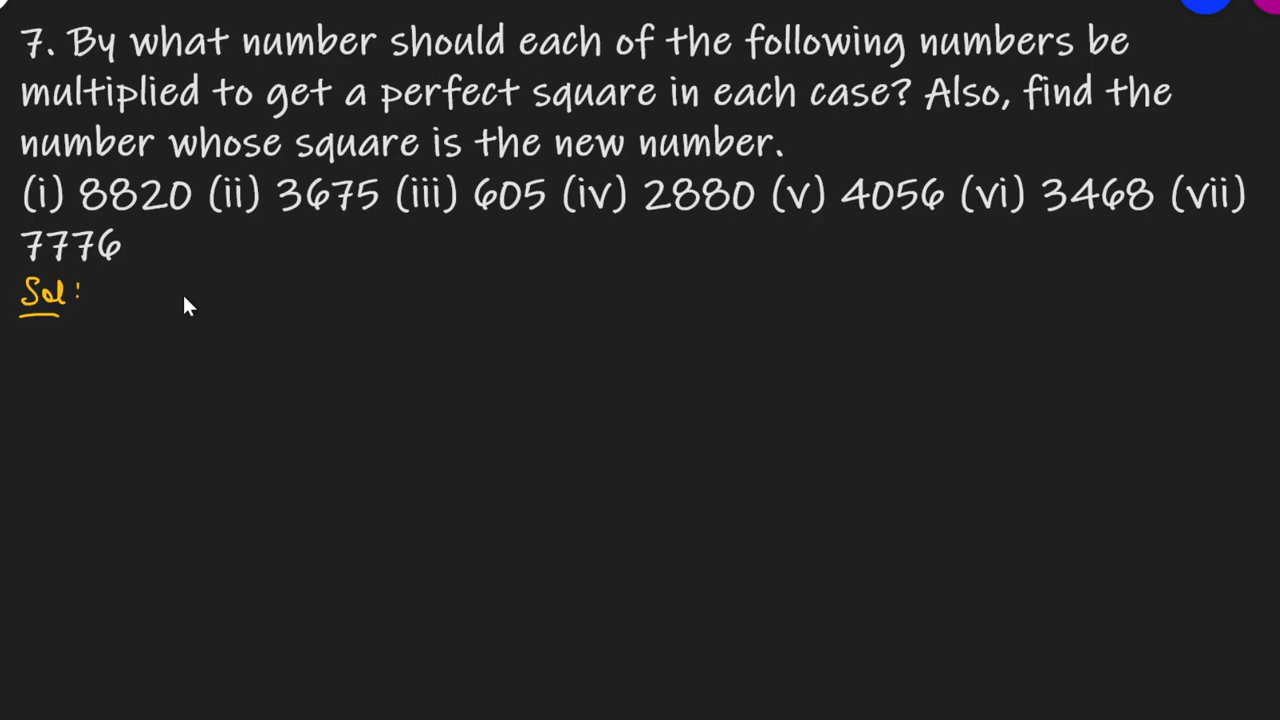 7. By what number should each of the following numbers be
multiplied to get a perfect square in each case? Also, find the
number whose square is the new number.
(i) 8820 (ii) 3675 (iii) 605 (iv) 2880 (v) 4056 (vi) 3468 (vii)
7776
Sol: